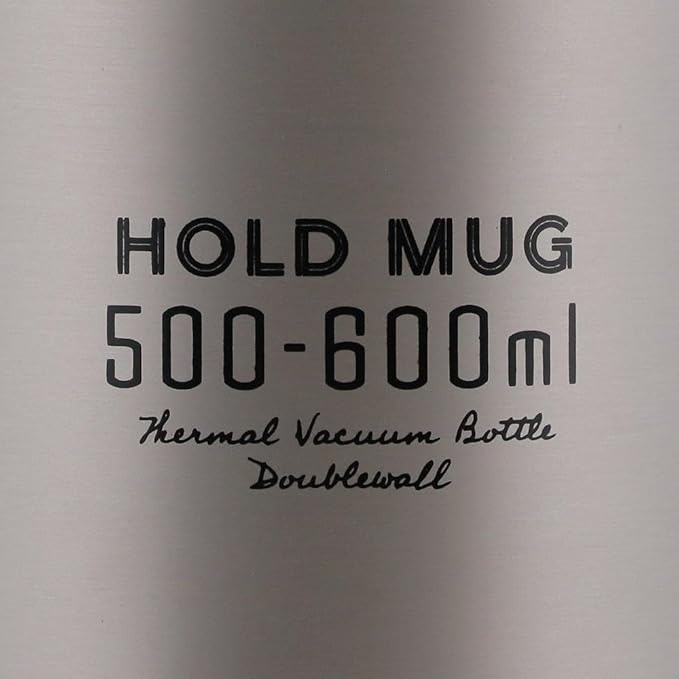 HOLD MUG
500-600ml
Thermal Vacuum Bottle
Doublewall